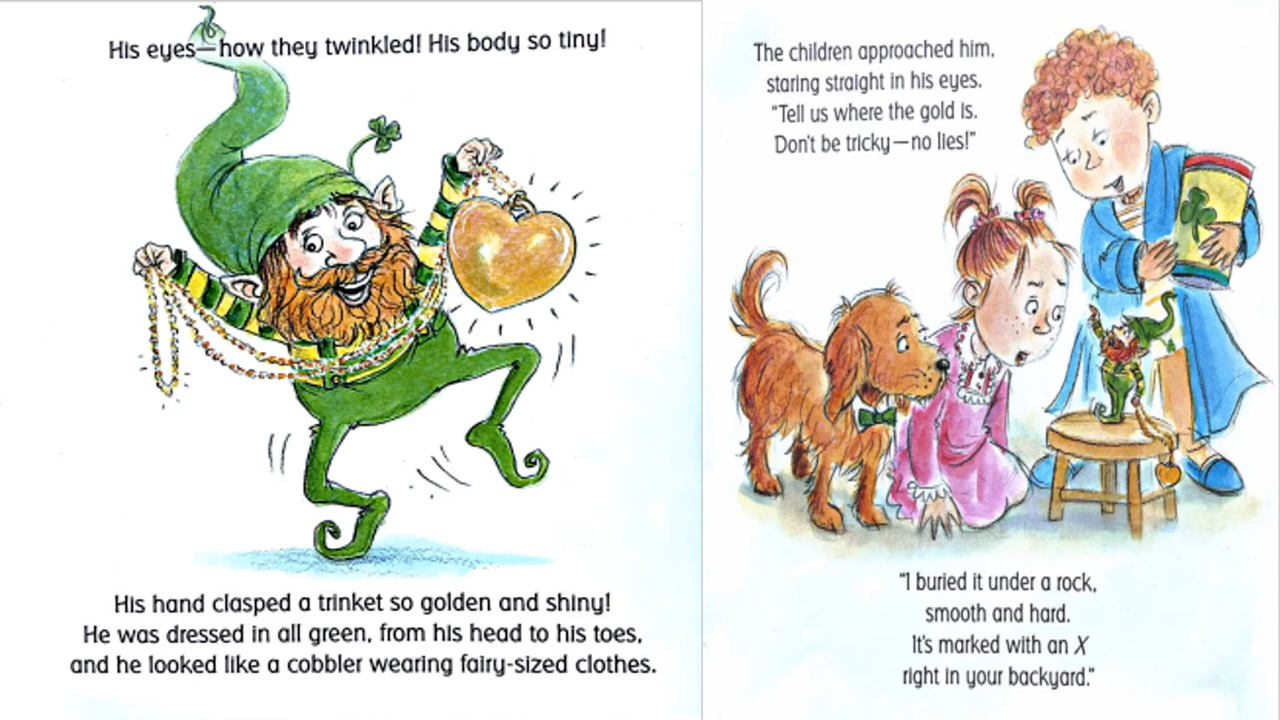 His eyes—how they twinkled! His body so tiny!
His hand clasped a trinket so golden and shiny!
He was dressed in all green, from his head to his toes,
and he looked like a cobbler wearing fairy-sized clothes.
The children approached him,
staring straight in his eyes.
"Tell us where the gold is.
Don't be tricky—no lies!"
"I buried it under a rock,
smooth and hard.
It's marked with an X
right in your backyard."